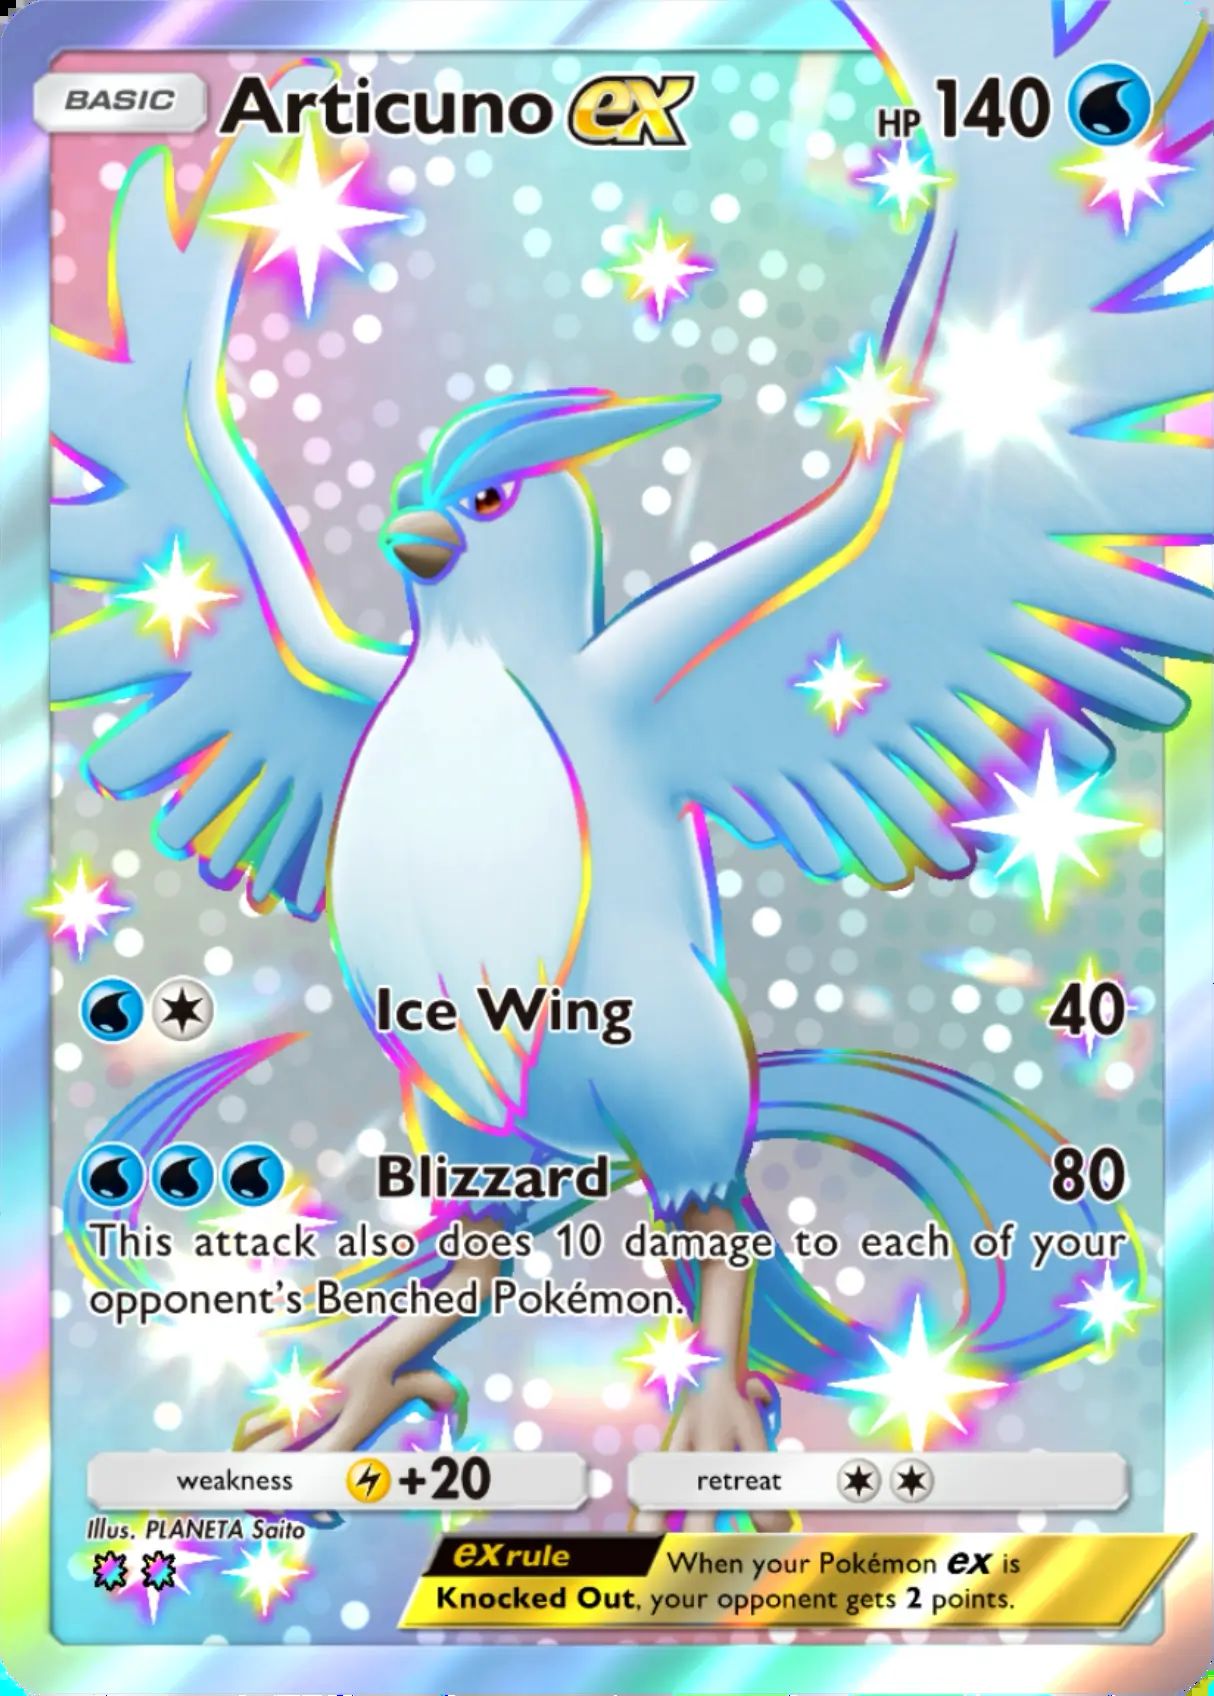 BASIC Articuno ex HP 140
Ice Wing 40
Blizzard 80
This attack also does 10 damage to each of your
opponent's Benched Pokémon.
weakness +20 retreat
Illus. PLANETA Saito
ex rule When your Pokémon ex is
Knocked Out, your opponent gets 2 points.